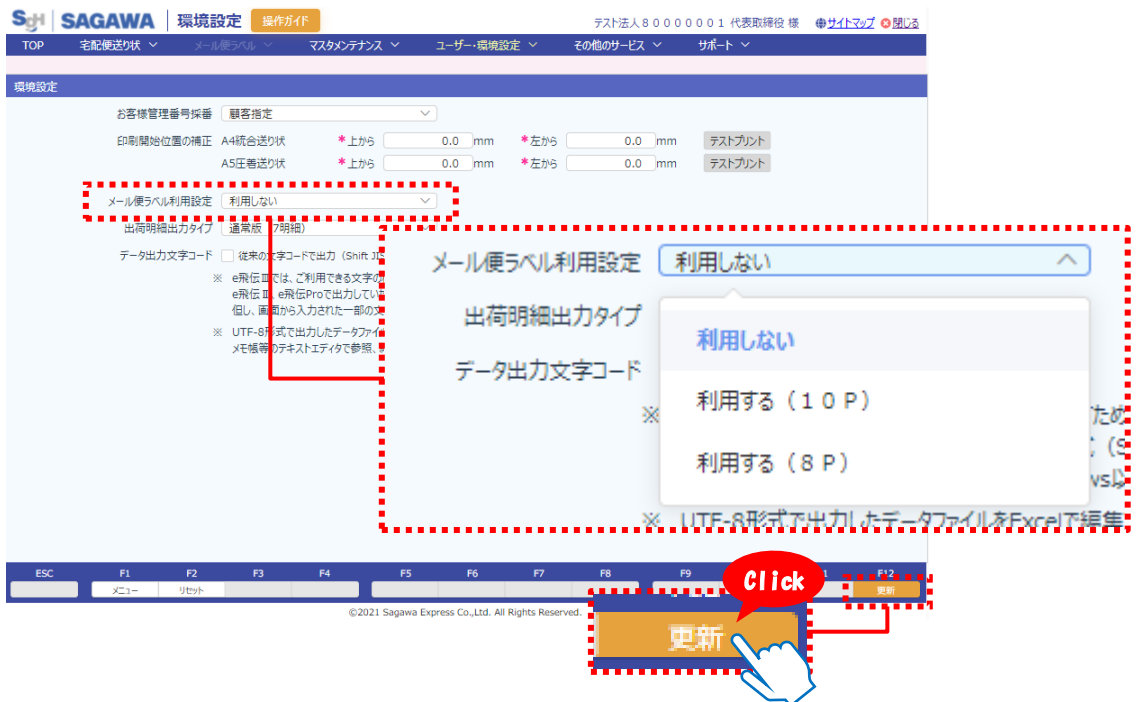 SGH SAGAWA 環境設定 操作ガイド テスト法人80000001 代表取締役 様 サイトマップ 閉じる
TOP 宅配便送り状 メール便ラベル マスタメンテナンス ユーザー・環境設定 その他のサービス サポート
環境設定
お客様管理番号採番 顧客指定
印刷開始位置の補正 A4統合送り状 *上から 0.0 mm *左から 0.0 mm テストプリント
A5圧着送り状 *上から 0.0 mm *左から 0.0 mm テストプリント
メール便ラベル利用設定 利用しない
出荷明細出力タイプ 通常版(7明細)
データ出力文字コード 従来の文字コードで出力(Shift JIS
※ e飛伝Ⅲでは、ご利用できる文字の
e飛伝Ⅱ、e飛伝Proで出力してい
但し、画面から入力された一部の文
※ UTF-8形式で出力したデータファイ
メモ帳等のテキストエディタで参照、
メール便ラベル利用設定 利用しない
出荷明細出力タイプ
データ出力文字コード
利用しない
利用する(10P)
利用する(8P)
※
ため
(S
vs以
※ UTF-8形式で出力したデータファイルをExcelで編集
ESC F1 F2 F3 F4 F5 F6 F7 F8 F9 1 F12
メニュー リセット 更新
Click
©2021 Sagawa Express Co.,Ltd. All Rights Reserved.
更新